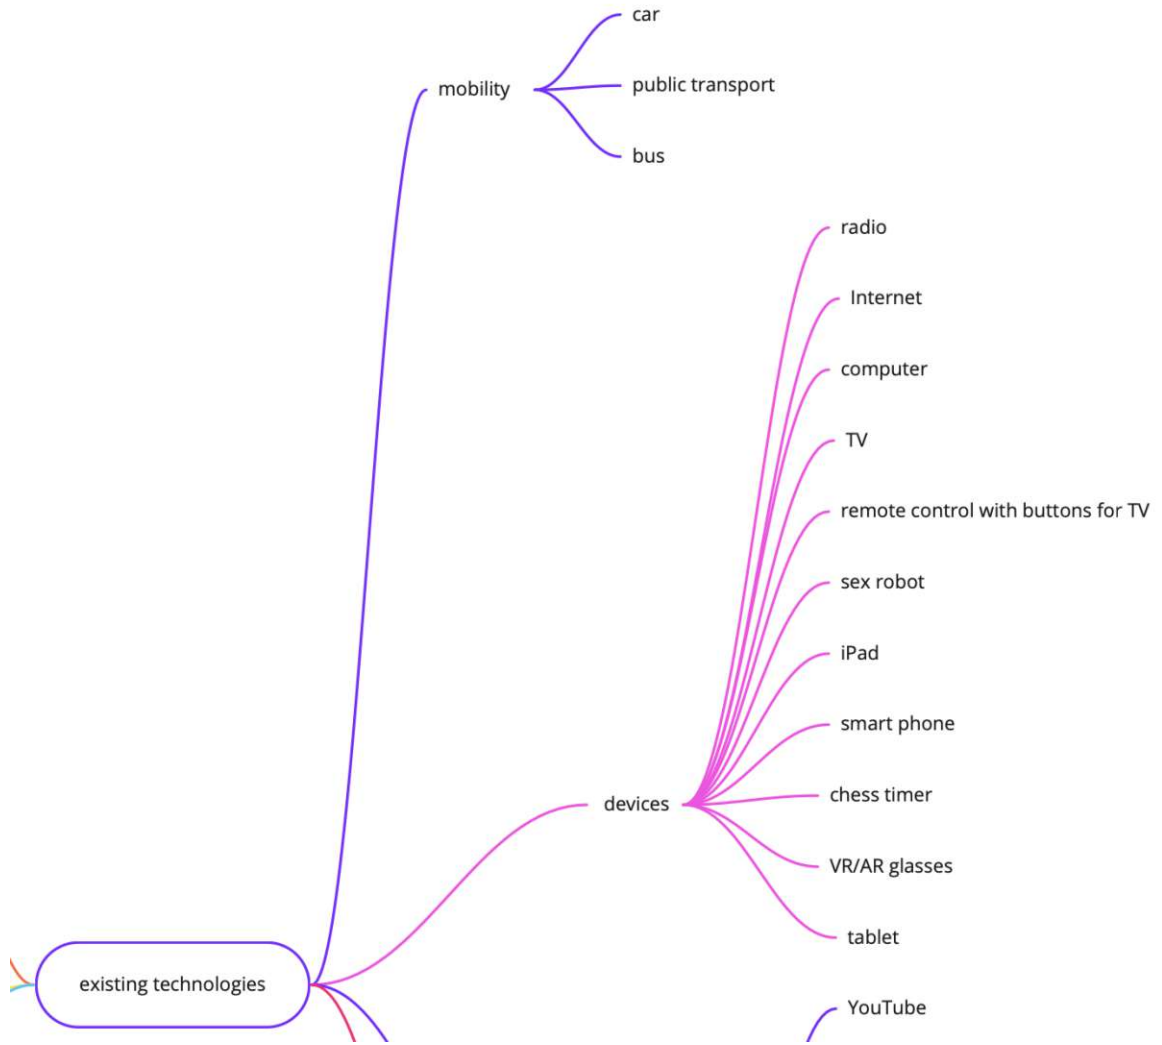 car
mobility
public transport
bus
radio
Internet
computer
TV
remote control with buttons for TV
sex robot
iPad
smart phone
devices
chess timer
VR/AR glasses
tablet
existing technologies
YouTube